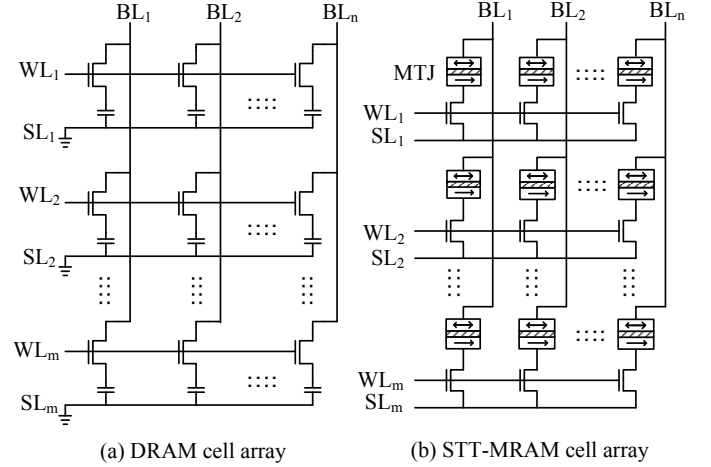 BL₁ BL₂ BLₙ
WL₁
SL₁
WL₂
SL₂
WLₘ
SLₘ
(a) DRAM cell array
BL₁ BL₂ BLₙ
MTJ
WL₁
SL₁
WL₂
SL₂
WLₘ
SLₘ
(b) STT-MRAM cell array